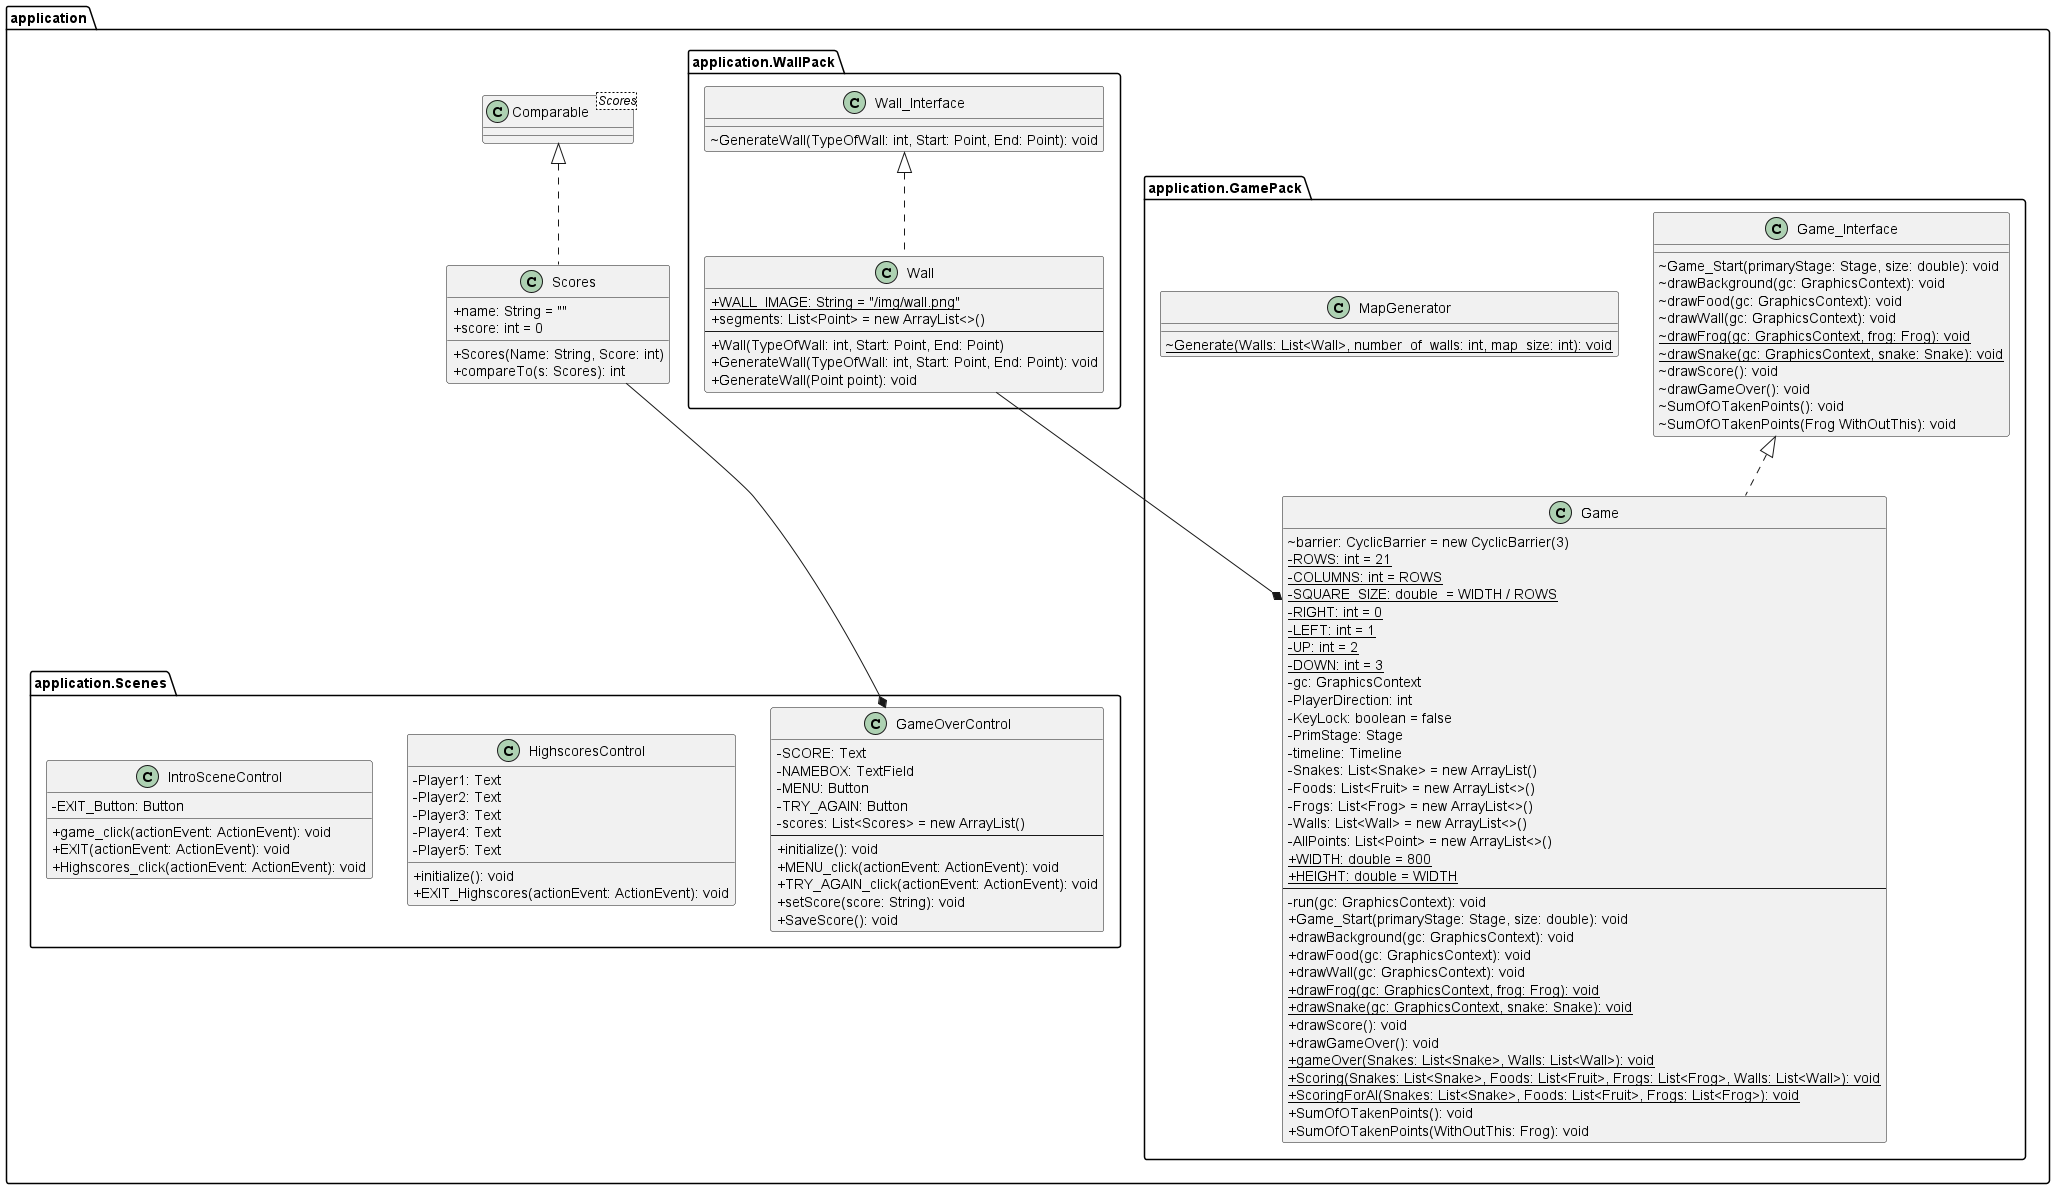 application
application.WallPack
C Wall_Interface
~GenerateWall(TypeOfWall: int, Start: Point, End: Point): void
C Comparable
Scores
application.GamePack
C Game_Interface
~Game_Start(primaryStage: Stage, size: double): void
~drawBackground(gc: GraphicsContext): void
~drawFood(gc: GraphicsContext): void
~drawWall(gc: GraphicsContext): void
~drawFrog(gc: GraphicsContext, frog: Frog): void
~drawSnake(gc: GraphicsContext, snake: Snake): void
~drawScore(): void
~drawGameOver(): void
~SumOfOTakenPoints(): void
~SumOfOTakenPoints(Frog WithOutThis): void
C Wall
+WALL_IMAGE: String = "/img/wall.png"
+segments: List<Point> = new ArrayList<>()
+Wall(TypeOfWall: int, Start: Point, End: Point)
+GenerateWall(TypeOfWall: int, Start: Point, End: Point): void
+GenerateWall(Point point): void
C Scores
+name: String = ""
+score: int = 0
+Scores(Name: String, Score: int)
+compareTo(s: Scores): int
C MapGenerator
~Generate(Walls: List<Wall>, number_of_walls: int, map_size: int): void
C Game
~barrier: CyclicBarrier = new CyclicBarrier(3)
-ROWS: int = 21
-COLUMNS: int = ROWS
-SQUARE_SIZE: double  = WIDTH / ROWS
-RIGHT: int = 0
-LEFT: int = 1
-UP: int = 2
-DOWN: int = 3
-gc: GraphicsContext
-PlayerDirection: int
-KeyLock: boolean = false
-PrimStage: Stage
-timeline: Timeline
-Snakes: List<Snake> = new ArrayList()
-Foods: List<Fruit> = new ArrayList<>()
-Frogs: List<Frog> = new ArrayList<>()
-Walls: List<Wall> = new ArrayList<>()
-AllPoints: List<Point> = new ArrayList<>()
+WIDTH: double = 800
+HEIGHT: double = WIDTH
-run(gc: GraphicsContext): void
+Game_Start(primaryStage: Stage, size: double): void
+drawBackground(gc: GraphicsContext): void
+drawFood(gc: GraphicsContext): void
+drawWall(gc: GraphicsContext): void
+drawFrog(gc: GraphicsContext, frog: Frog): void
+drawSnake(gc: GraphicsContext, snake: Snake): void
+drawScore(): void
+drawGameOver(): void
+gameOver(Snakes: List<Snake>, Walls: List<Wall>): void
+Scoring(Snakes: List<Snake>, Foods: List<Fruit>, Frogs: List<Frog>, Walls: List<Wall>): void
+ScoringForAI(Snakes: List<Snake>, Foods: List<Fruit>, Frogs: List<Frog>): void
+SumOfOTakenPoints(): void
+SumOfOTakenPoints(WithOutThis: Frog): void
application.Scenes
C IntroSceneControl
-EXIT_Button: Button
+game_click(actionEvent: ActionEvent): void
+EXIT(actionEvent: ActionEvent): void
+Highscores_click(actionEvent: ActionEvent): void
C HighscoresControl
-Player1: Text
-Player2: Text
-Player3: Text
-Player4: Text
-Player5: Text
+initialize(): void
+EXIT_Highscores(actionEvent: ActionEvent): void
C GameOverControl
-SCORE: Text
-NAMEBOX: TextField
-MENU: Button
-TRY_AGAIN: Button
-scores: List<Scores> = new ArrayList()
+initialize(): void
+MENU_click(actionEvent: ActionEvent): void
+TRY_AGAIN_click(actionEvent: ActionEvent): void
+setScore(score: String): void
+SaveScore(): void